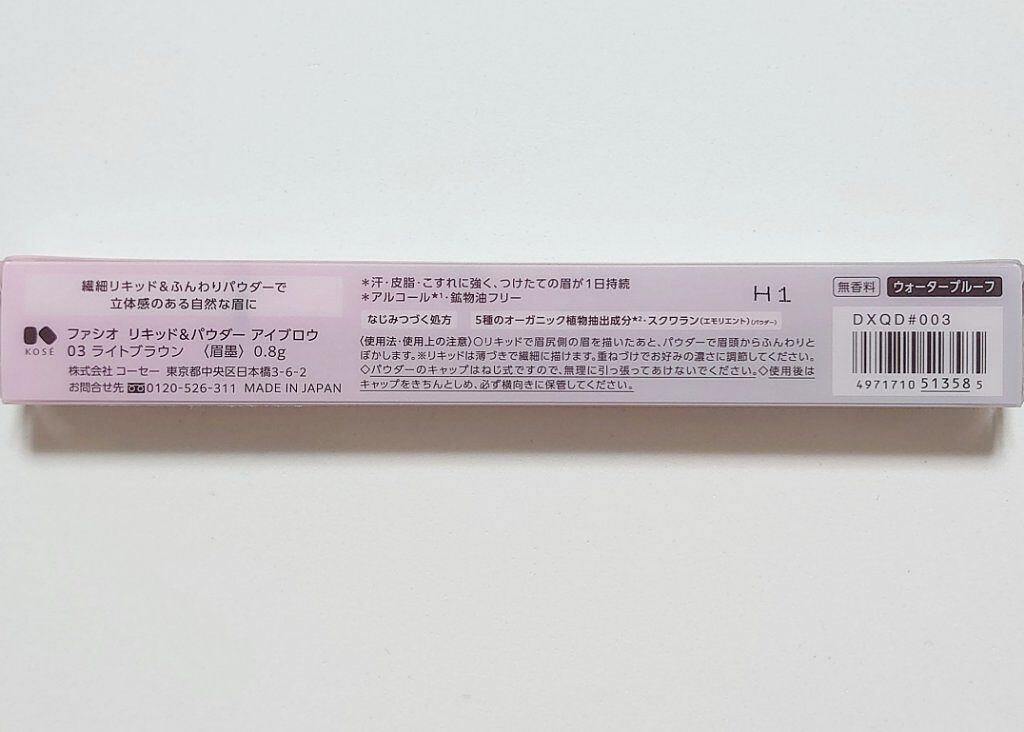 繊細リキッド&ふんわりパウダーで
立体感のある自然な眉に
KOSÉ
ファシオ リキッド&パウダー アイブロウ
03 ライトブラウン 〈眉墨〉 0.8g
株式会社 コーセー 東京都中央区日本橋3-6-2
お問合せ先 0120-526-311 MADE IN JAPAN
*汗・皮脂・こすれに強く、つけたての眉が1日持続
*アルコール*1・鉱物油フリー
なじみつづく処方 5種のオーガニック植物抽出成分*2・スクワラン(エモリエント)(パウダー)
〈使用法・使用上の注意〉○リキッドで眉尻側の眉を描いたあと、パウダーで眉頭からふんわりと
ぼかします。※リキッドは薄づきで繊細に描けます。重ねづけでお好みの濃さに調節してください。
◇パウダーのキャップはねじ式ですので、無理に引っ張ってあけないでください。◇使用後は
キャップをきちんとしめ、必ず横向きに保管してください。
H1
無香料 ウォータープルーフ
DXQD#003
4971710 51358 5